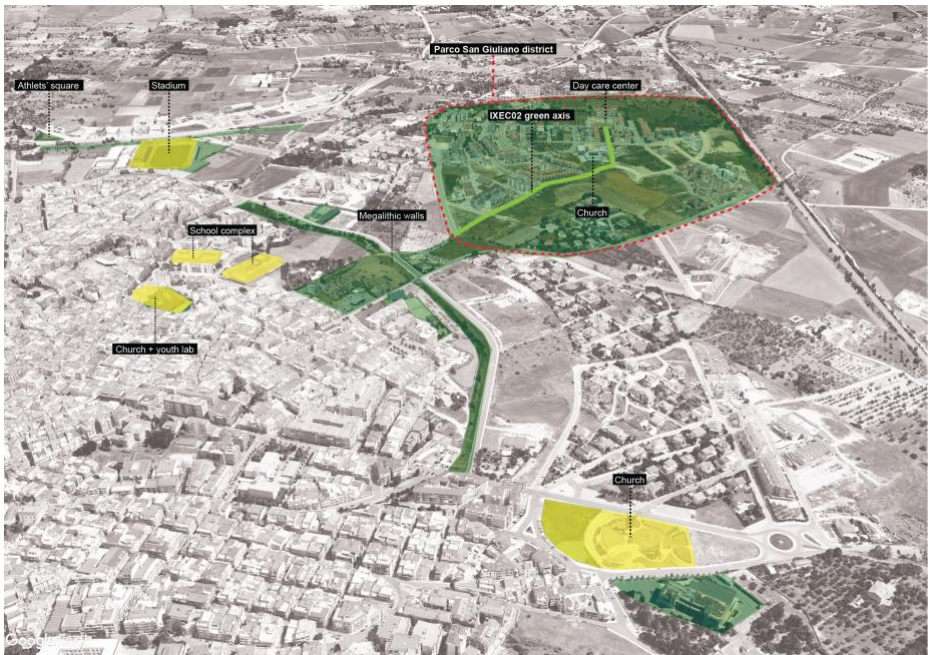 Parco San Giuliano district
Athlets' square
Stadium
Day care center
IXEC02 green axis
Megalithic walls
Church
School complex
Church + youth lab
Church
Google Earth